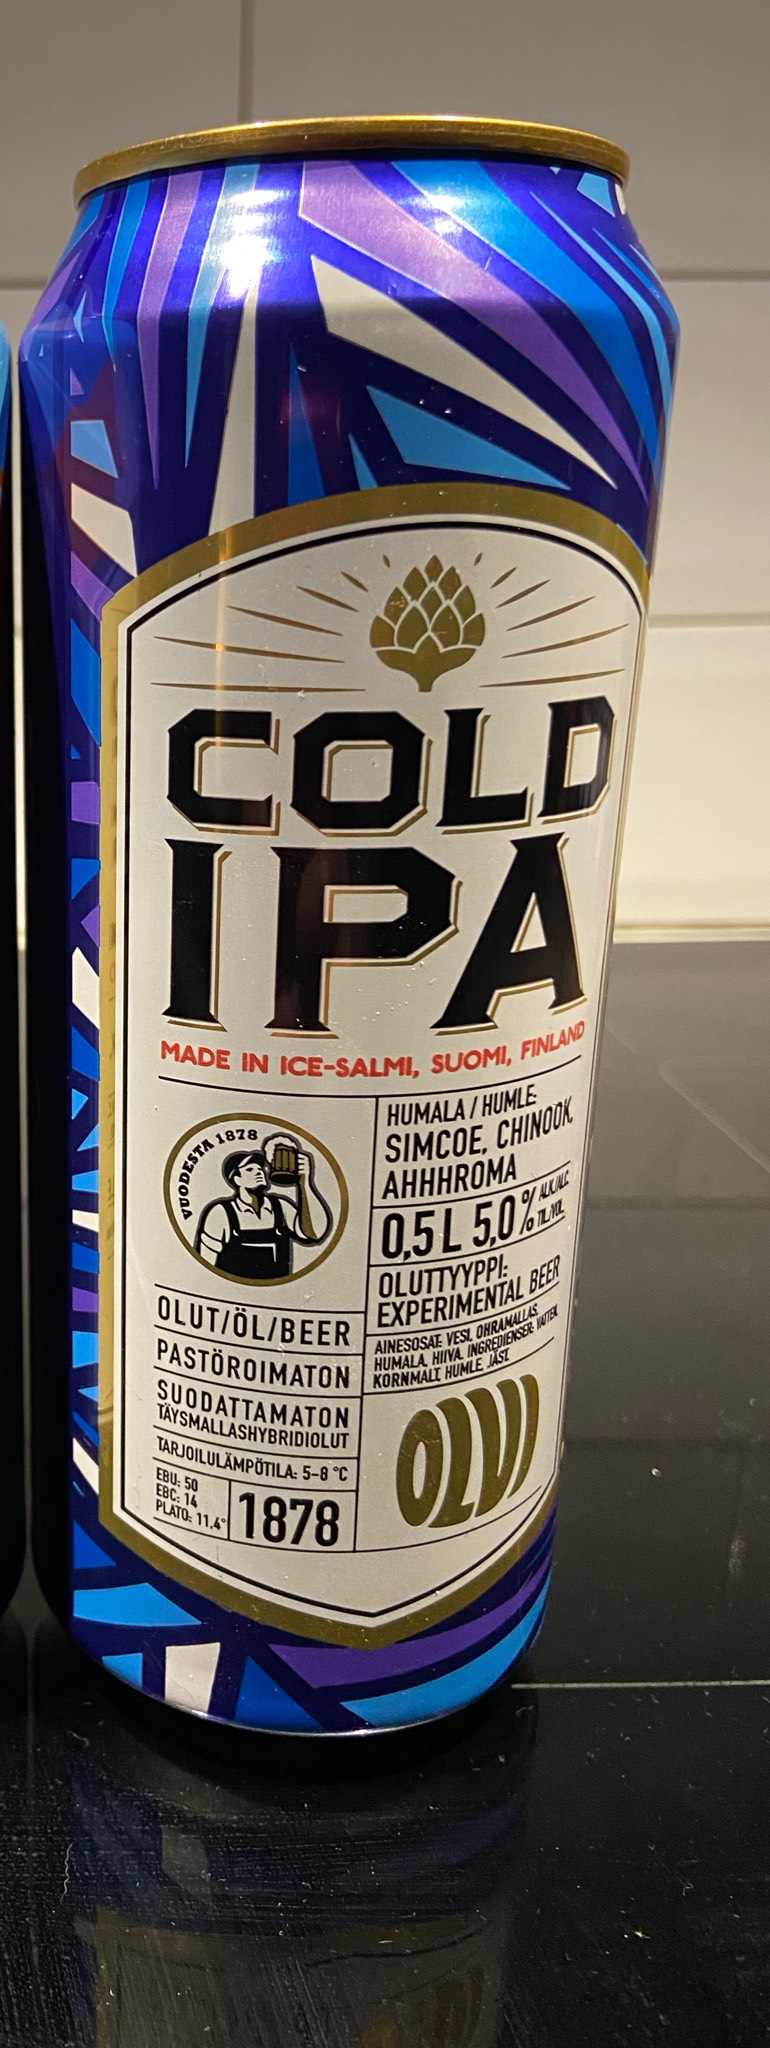 COLD
IPA
MADE IN ICE-SALMI, SUOMI, FINLAND
VUODESTA 1878
OLUT/ÖL/BEER
PASTÖROIMATON
SUODATTAMATON
TÄYSMALLASHYBRIDIOLUT
TARJOILULÄMPÖTILA: 5-8 °C
EBU: 50
EBC: 14
PLATO: 11,4°
1878
HUMALA / HUMLE:
SIMCOE, CHINOOK,
AHHHROMA
0,5 L 5,0 % ALK/ALC.
TIL./VOL.
OLUTTYYPPI:
EXPERIMENTAL BEER
AINESOSAT: VESI, OHRAMALLAS,
HUMALA, HIIVA. INGREDIENSER: VATTEN,
KORNMALT, HUMLE, JÄST.
OLVI